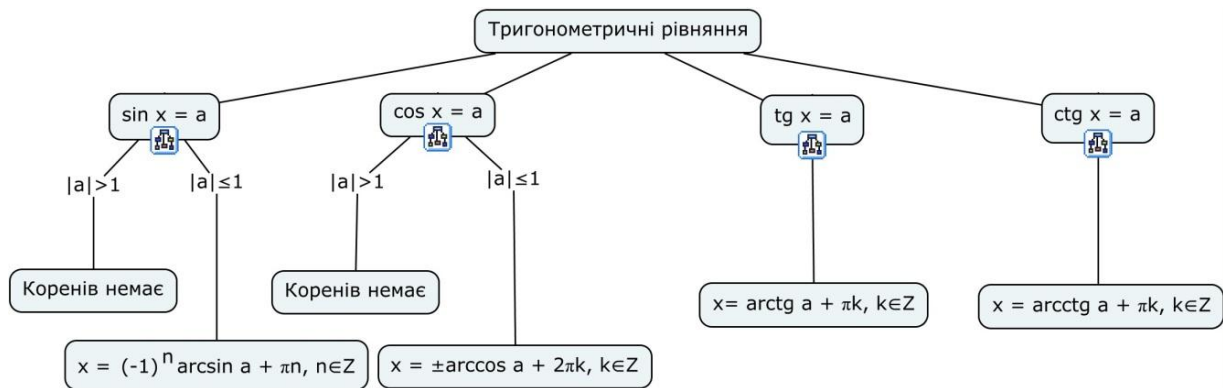 Тригонометричні рівняння
sin x = a
cos x = a
tg x = a
ctg x = a
|a|>1
|a|≤1
|a|>1
|a|≤1
Коренів немає
Коренів немає
x= arctg a + πk, k∈Z
x = arcctg a + πk, k∈Z
x = (-1)ⁿ arcsin a + πn, n∈Z
x = ±arccos a + 2πk, k∈Z